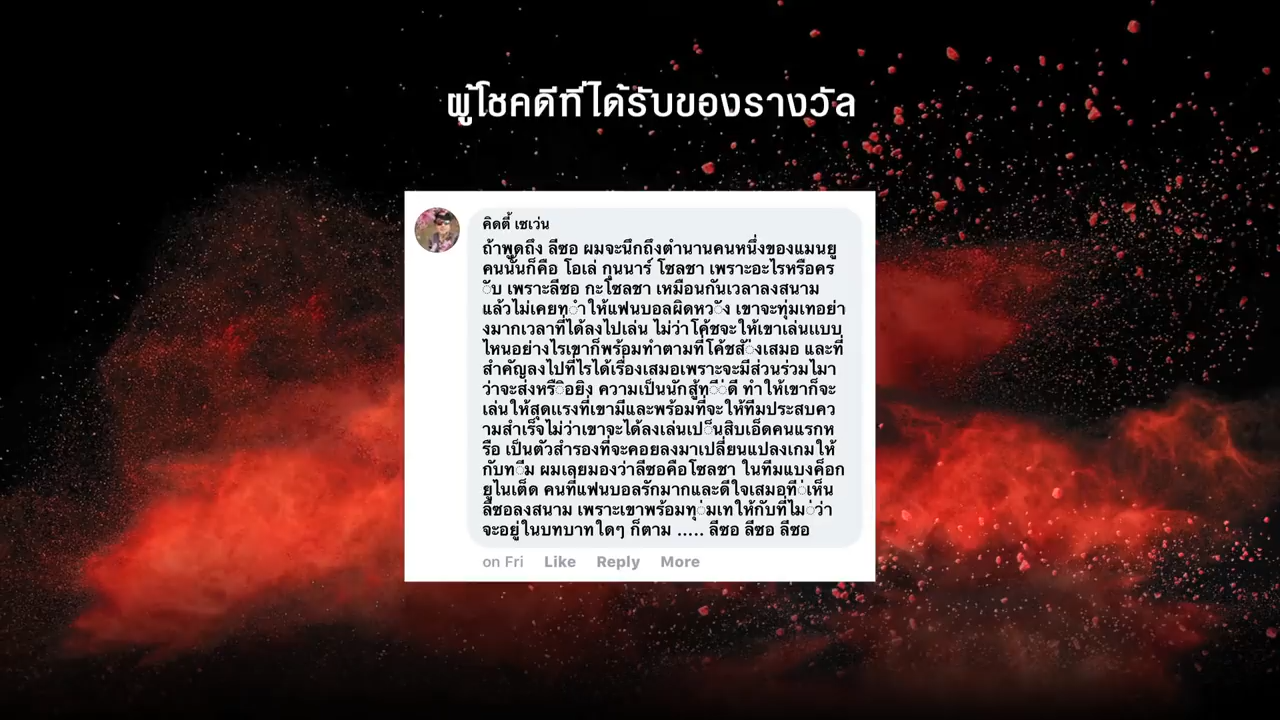 ผู้โชคดีที่ได้รับของรางวัล
คิดตี้ เซเว่น
ถ้าพูดถึง ลีซอ ผมจะนึกถึงตำนานคนหนึ่งของแมนยู
คนนั้นก็คือ โอเล่ กุนนาร์ โซลชา เพราะอะไรหรือคร
ับ เพราะลีซอ กะโซลชา เหมือนกันเวลาลงสนาม
แล้วไม่เคยทำให้แฟนบอลผิดหวัง เขาจะทุ่มเทอย่า
งมากเวลาที่ได้ลงไปเล่น ไม่ว่าโค้ชจะให้เขาเล่นแบบ
ไหนอย่างไรเขาก็พร้อมทำตามที่โค้ชสั่งเสมอ และที่
สำคัญลงไปที่ไรได้เรื่องเสมอเพราะจะมีส่วนร่วมไมา
ว่าจะส่งหรืิอยิง ความเป็นนักสู้ที่ดี ทำให้เขาก็จะ
เล่นให้สุดแรงที่เขามีและพร้อมที่จะให้ทีมประสบคว
ามสำเร็จไม่ว่าเขาจะได้ลงเล่นเป็นสิบเอ็ดคนแรกห
รือ เป็นตัวสำรองที่จะคอยลงมาเปลี่ยนแปลงเกมให้
กับทีม ผมเลยมองว่าลีซอคือโซลชา ในทีมแบงค็อก
ยูไนเต็ด คนที่แฟนบอลรักมากและดีใจเสมอที่เห็น
ลีซอลงสนาม เพราะเขาพร้อมทุ่มเทให้กับที่ไม่ว่า
จะอยู่ในบทบาทใดๆ ก็ตาม ..... ลีซอ ลีซอ ลีซอ
on Fri Like Reply More